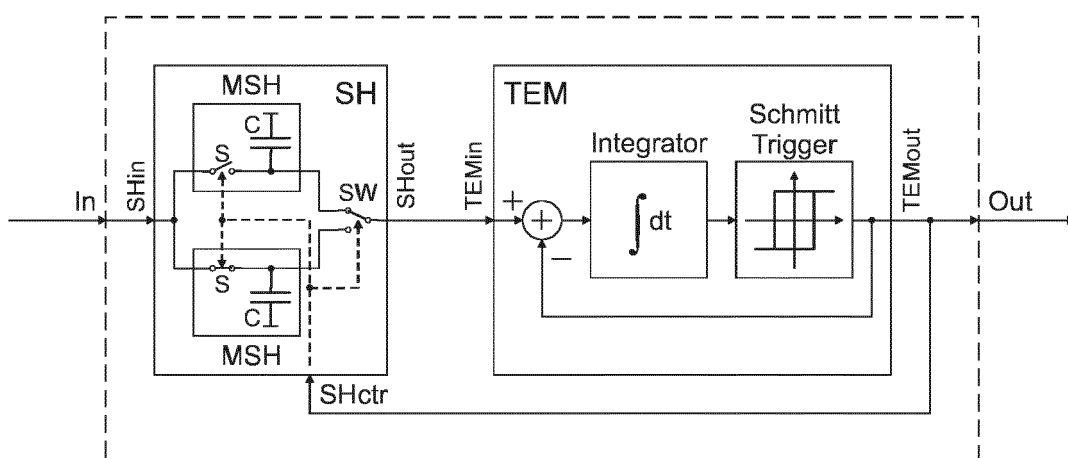 MSH
SH
TEM
C
S
Integrator
Schmitt
Trigger
In
SHin
SW
SHout
TEMin
+
+
−
∫ dt
TEMout
Out
S
C
MSH
SHctr